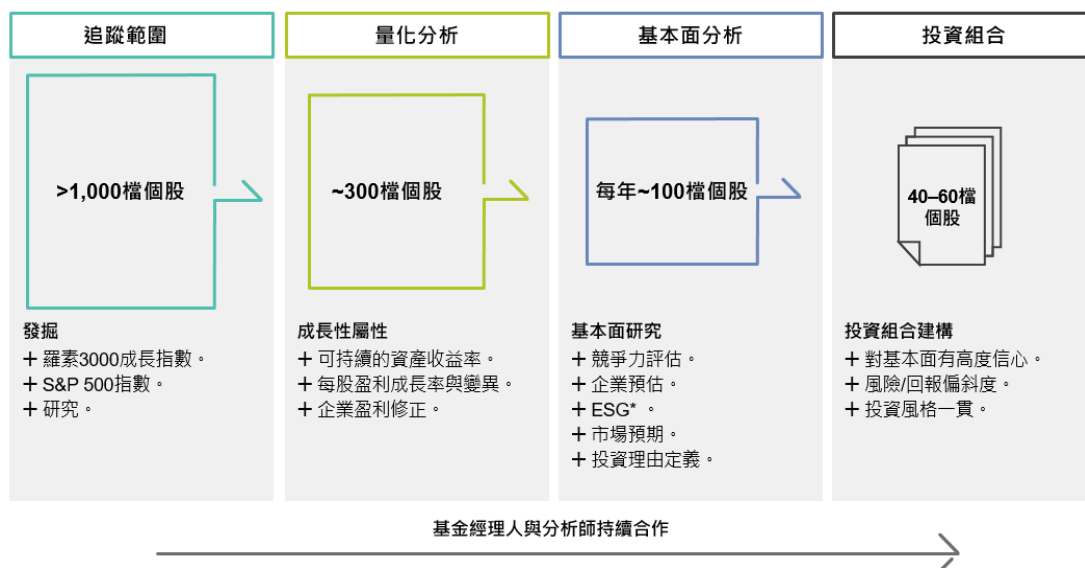 追蹤範圍
>1,000檔個股
發掘
+ 羅素3000成長指數。
+ S&P 500指數。
+ 研究。
量化分析
~300檔個股
成長性屬性
+ 可持續的資產收益率。
+ 每股盈利成長率與變異。
+ 企業盈利修正。
基本面分析
每年~100檔個股
基本面研究
+ 競爭力評估。
+ 企業預估。
+ ESG* 。
+ 市場預期。
+ 投資理由定義。
投資組合
40–60檔
個股
投資組合建構
+ 對基本面有高度信心。
+ 風險/回報偏斜度。
+ 投資風格一貫。
基金經理人與分析師持續合作